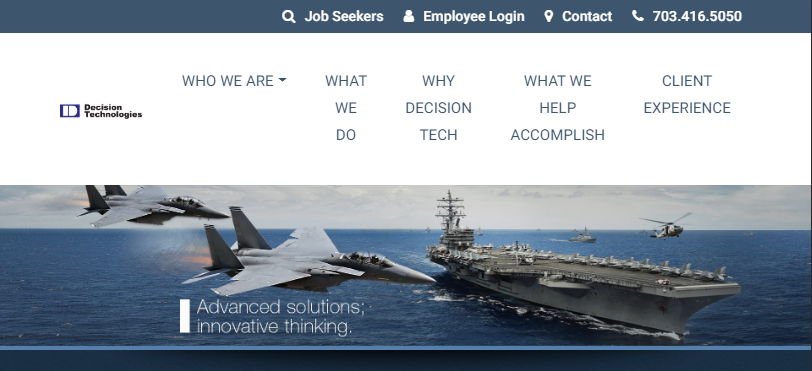 Job Seekers Employee Login Contact 703.416.5050
Decision
Technologies
WHO WE ARE
WHAT
WE
DO
WHY
DECISION
TECH
WHAT WE
HELP
ACCOMPLISH
CLIENT
EXPERIENCE
Advanced solutions;
innovative thinking.